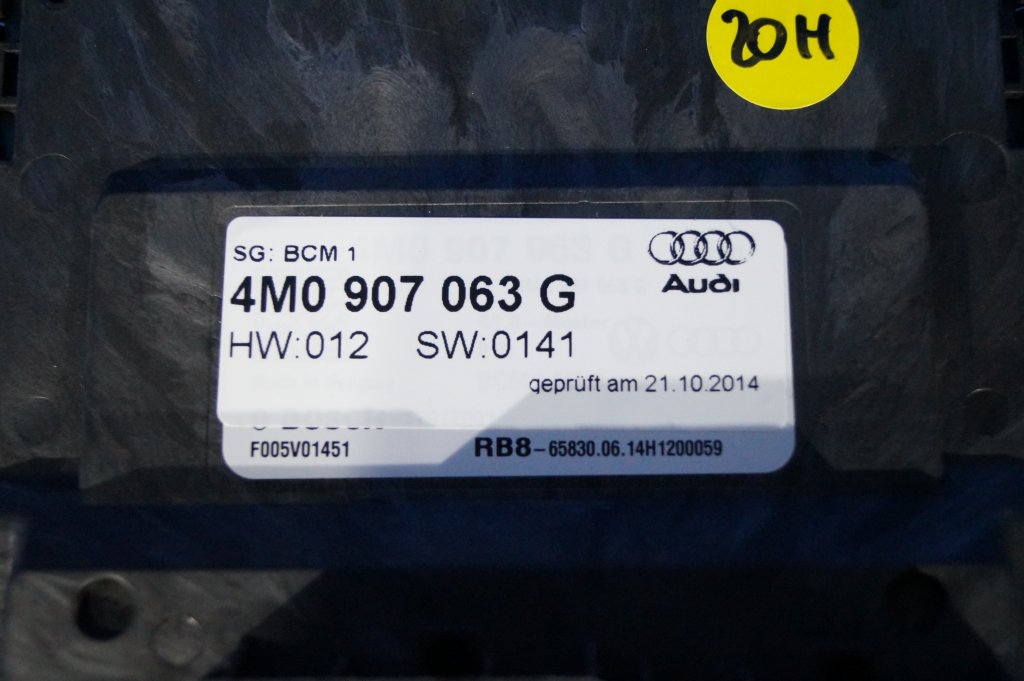 20H
SG: BCM 1
Audi
4M0 907 063 G
HW:012 SW:0141
geprüft am 21.10.2014
F005V01451 RB8-65830.06.14H1200059